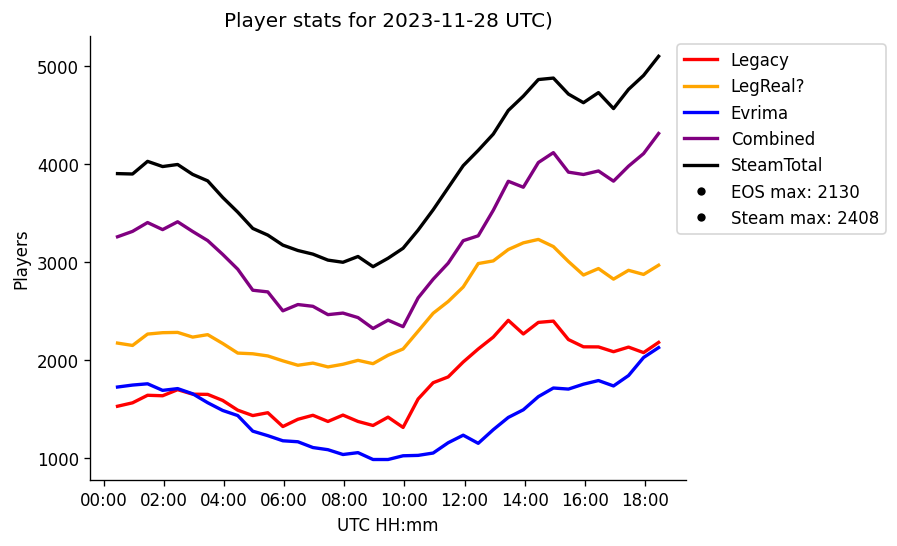 Player stats for 2023-11-28 UTC)
5000
4000
3000
2000
1000
Players
00:00 02:00 04:00 06:00 08:00 10:00 12:00 14:00 16:00 18:00
UTC HH:mm
Legacy
LegReal?
Evrima
Combined
SteamTotal
EOS max: 2130
Steam max: 2408